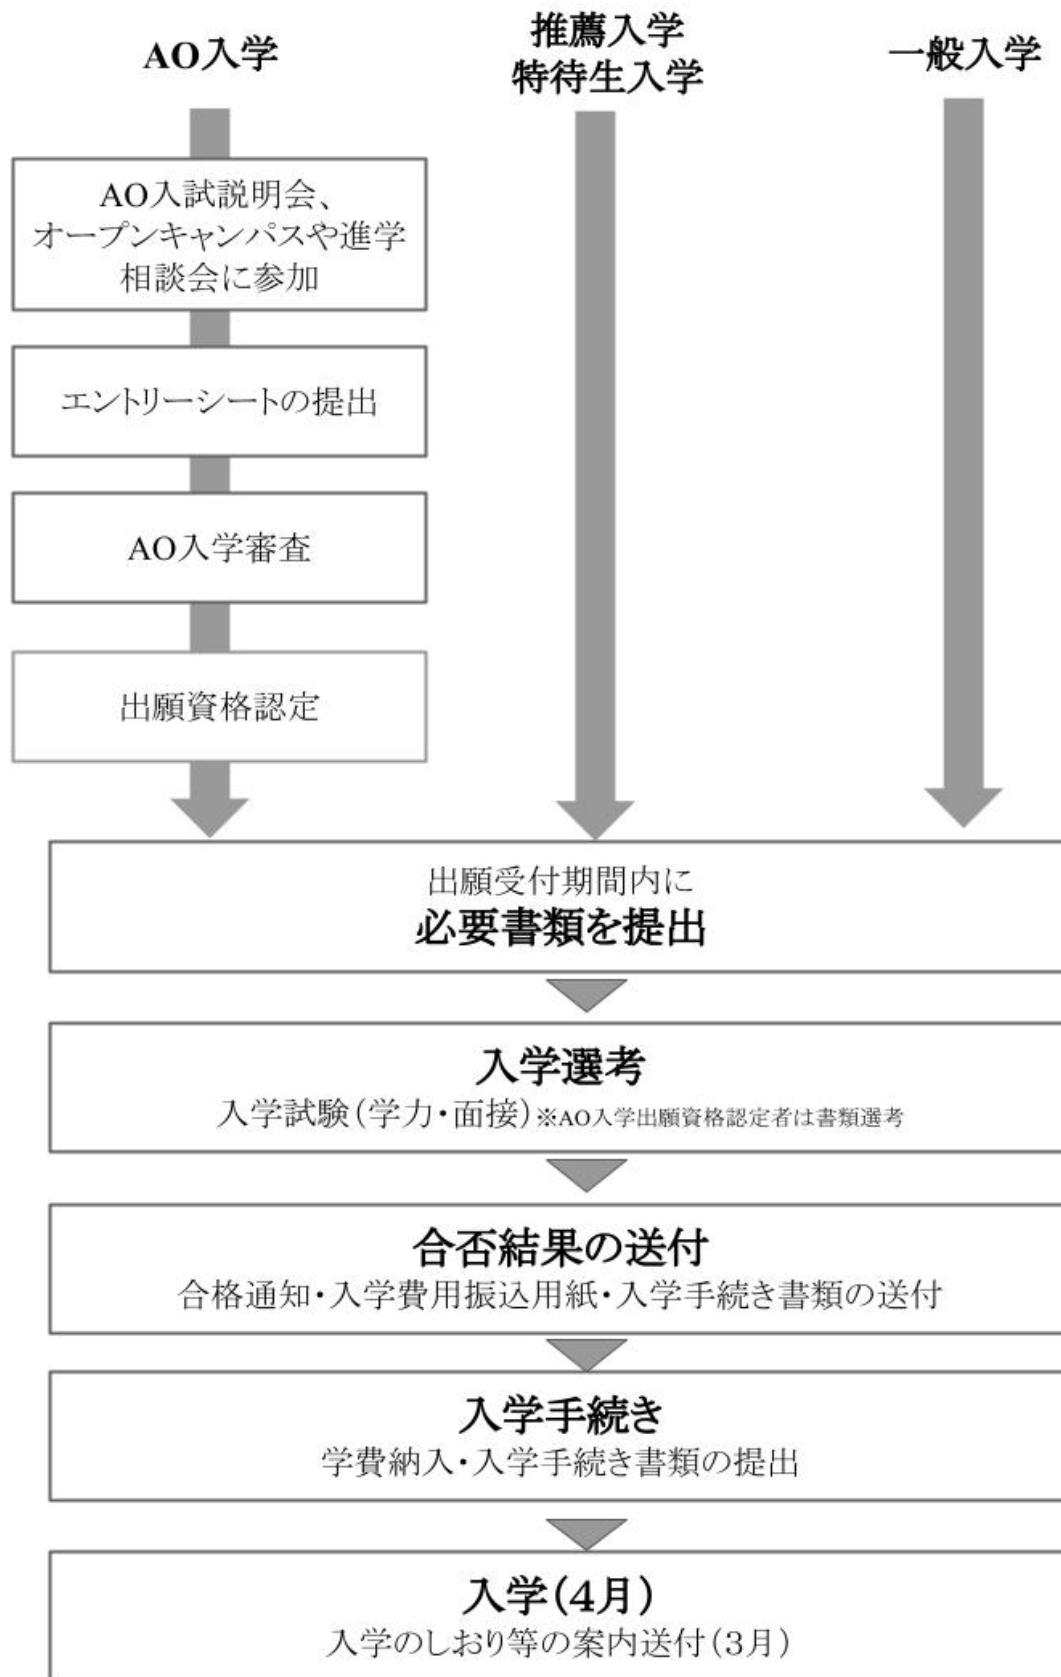 AO入学
推薦入学
特待生入学
一般入学
AO入試説明会、
オープンキャンパスや進学
相談会に参加
エントリーシートの提出
AO入学審査
出願資格認定
出願受付期間内に
必要書類を提出
入学選考
入学試験(学力・面接)※AO入学出願資格認定者は書類選考
合否結果の送付
合格通知・入学費用振込用紙・入学手続き書類の送付
入学手続き
学費納入・入学手続き書類の提出
入学(4月)
入学のしおり等の案内送付(3月)